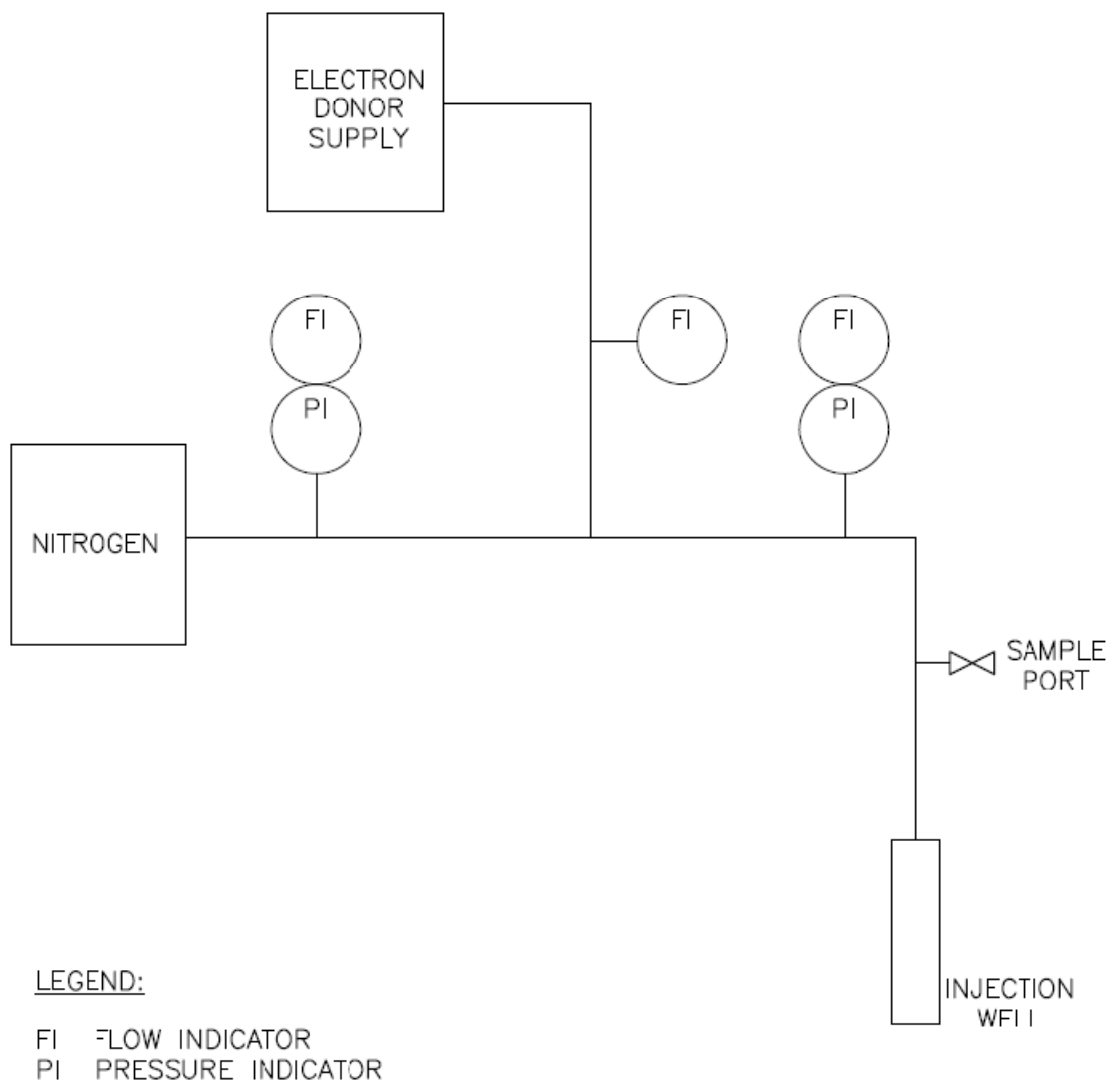 ELECTRON
DONOR
SUPPLY
FI
FI
FI
PI
PI
NITROGEN
SAMPLE
PORT
INJECTION
WELL
LEGEND:
FI FLOW INDICATOR
PI PRESSURE INDICATOR